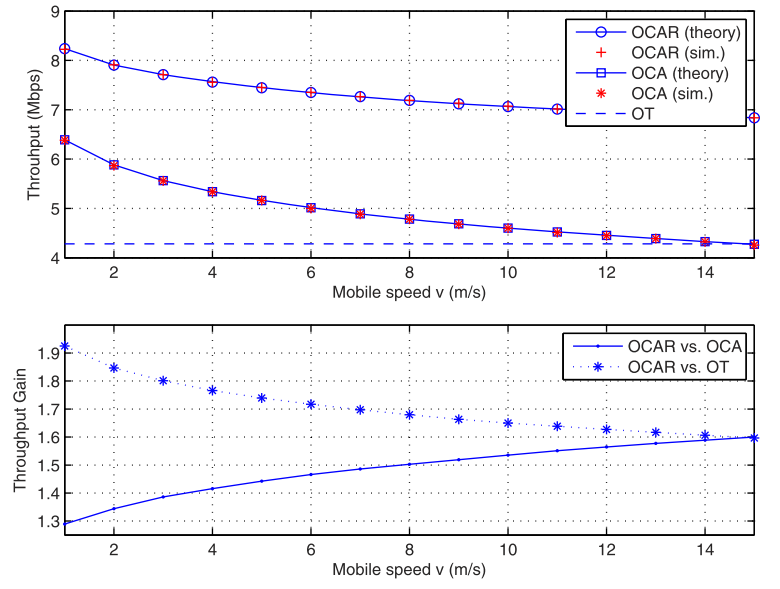 9
8
7
6
5
4
Throuhput (Mbps)
OCAR (theory)
OCAR (sim.)
OCA (theory)
OCA (sim.)
OT
2 4 6 8 10 12 14
Mobile speed v (m/s)
1.9
1.8
1.7
1.6
1.5
1.4
1.3
Throughput Gain
OCAR vs. OCA
OCAR vs. OT
2 4 6 8 10 12 14
Mobile speed v (m/s)